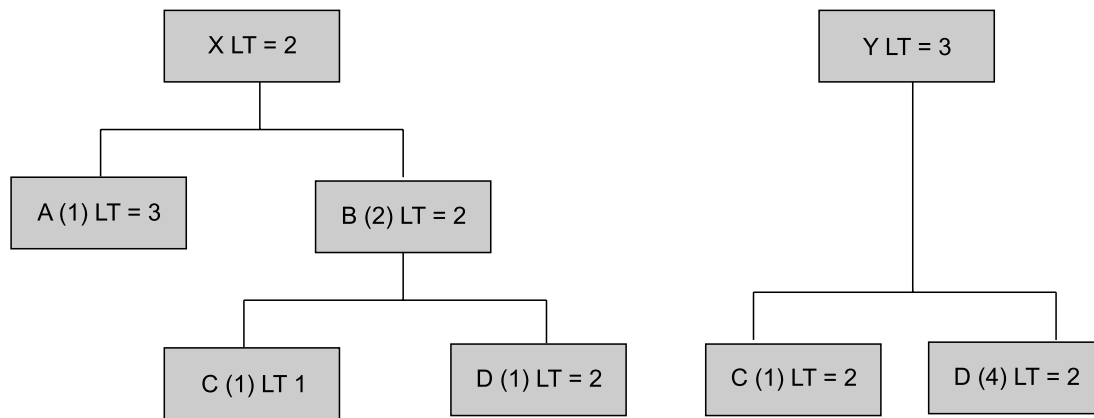 X LT = 2
Y LT = 3
A (1) LT = 3
B (2) LT = 2
C (1) LT 1
D (1) LT = 2
C (1) LT = 2
D (4) LT = 2